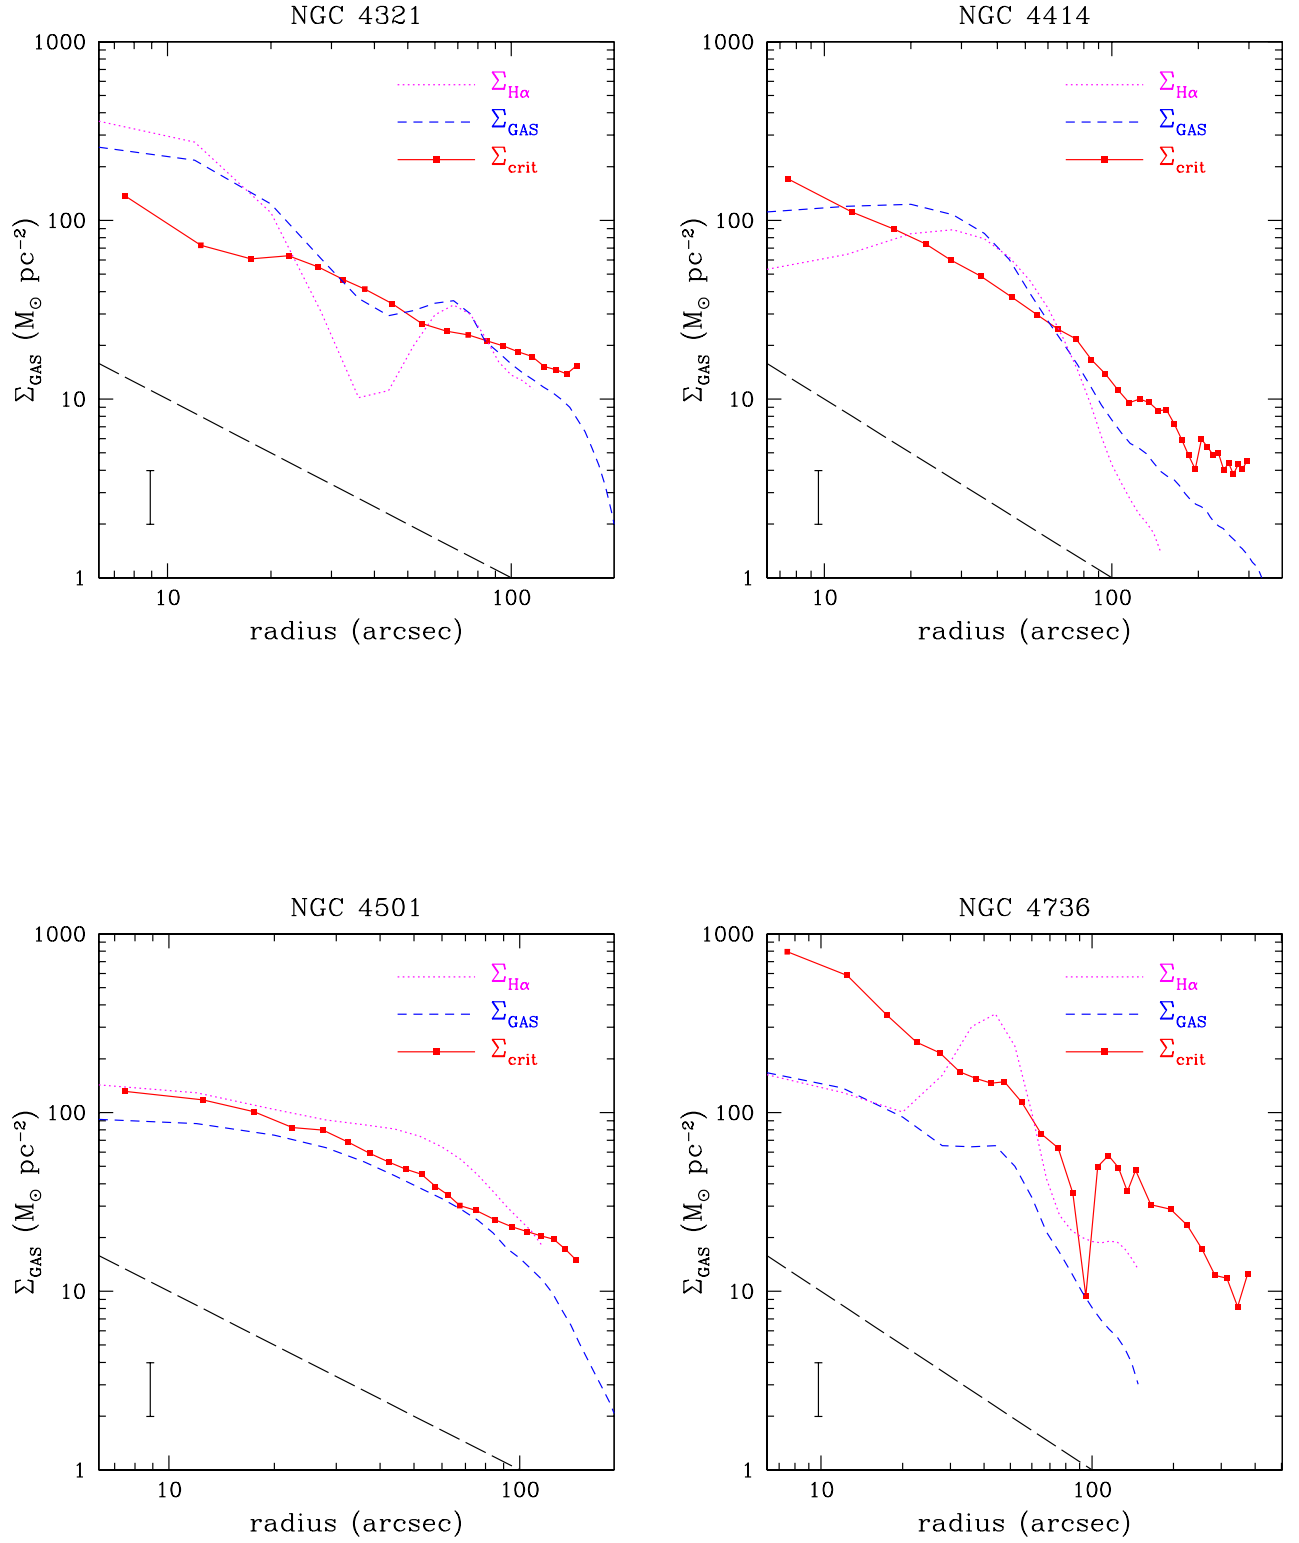 NGC 4321
1000
100
10
1
Σ_Hα
Σ_GAS
Σ_crit
Σ_GAS (M_⊙ pc⁻²)
10 100
radius (arcsec)
NGC 4414
1000
100
10
1
Σ_Hα
Σ_GAS
Σ_crit
Σ_GAS (M_⊙ pc⁻²)
10 100
radius (arcsec)
NGC 4501
1000
100
10
1
Σ_Hα
Σ_GAS
Σ_crit
Σ_GAS (M_⊙ pc⁻²)
10 100
radius (arcsec)
NGC 4736
1000
100
10
1
Σ_Hα
Σ_GAS
Σ_crit
Σ_GAS (M_⊙ pc⁻²)
10 100
radius (arcsec)